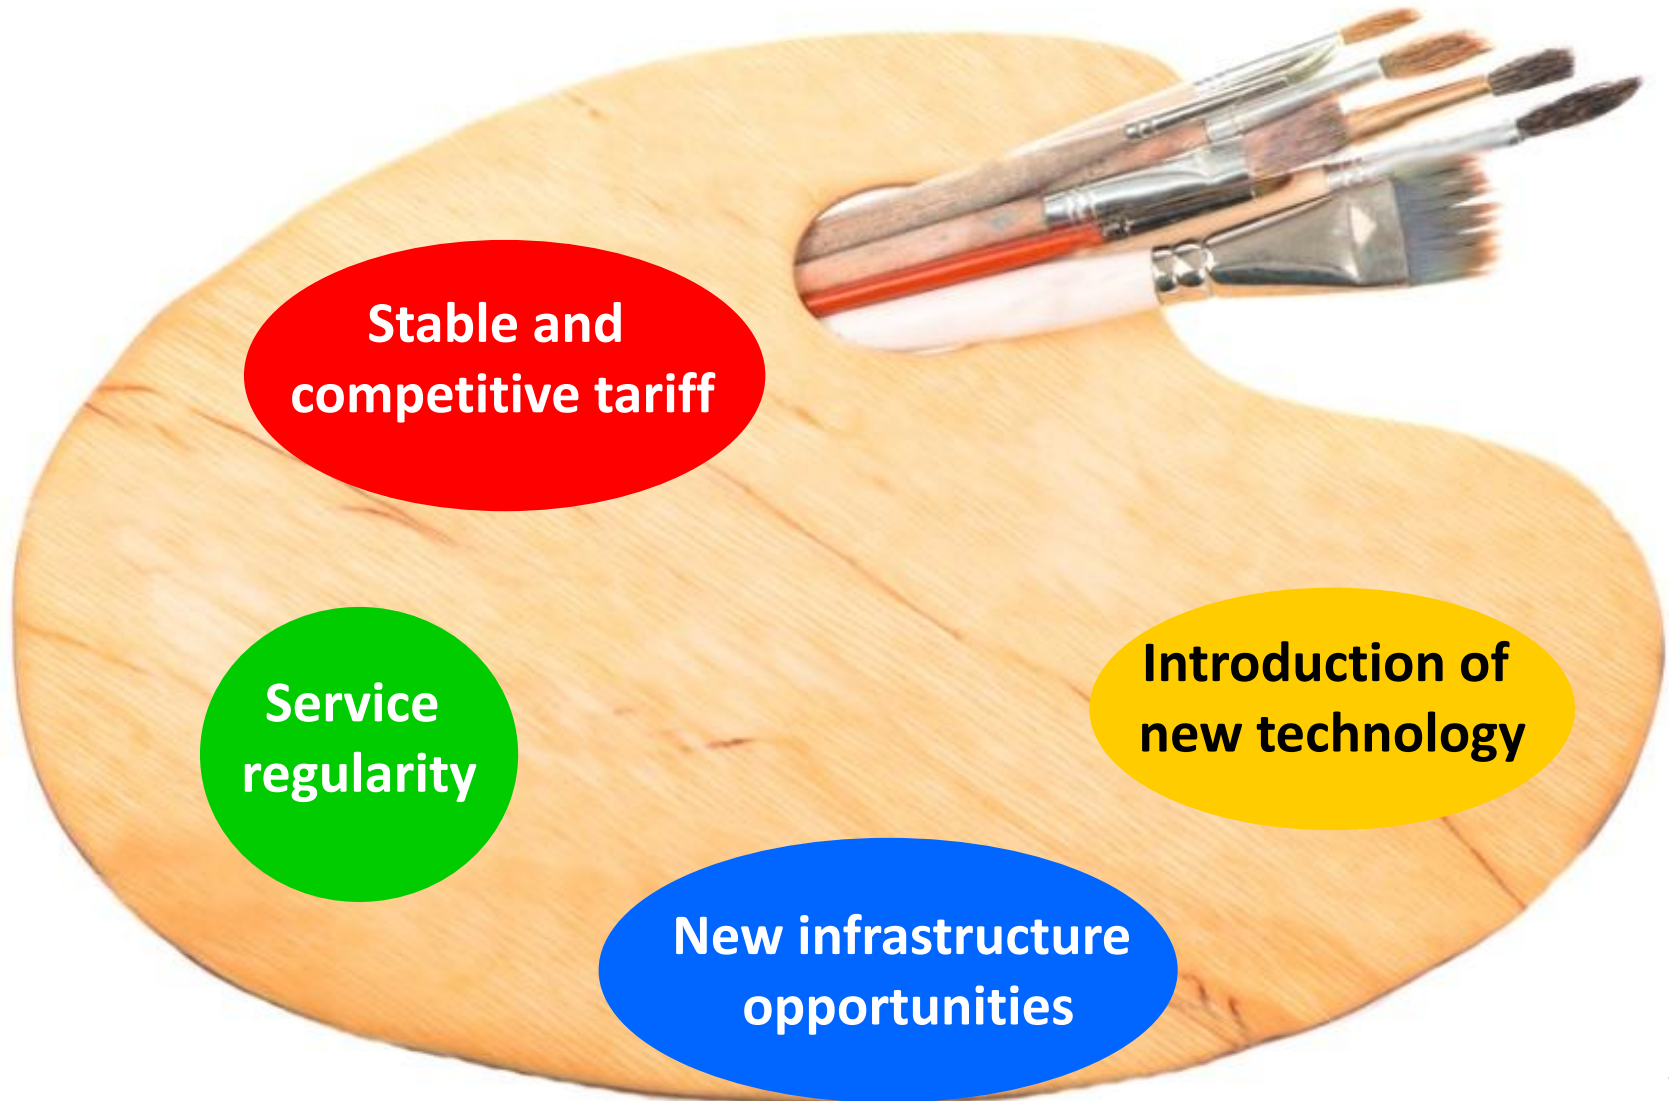 Stable and
competitive tariff
Service
regularity
Introduction of
new technology
New infrastructure
opportunities